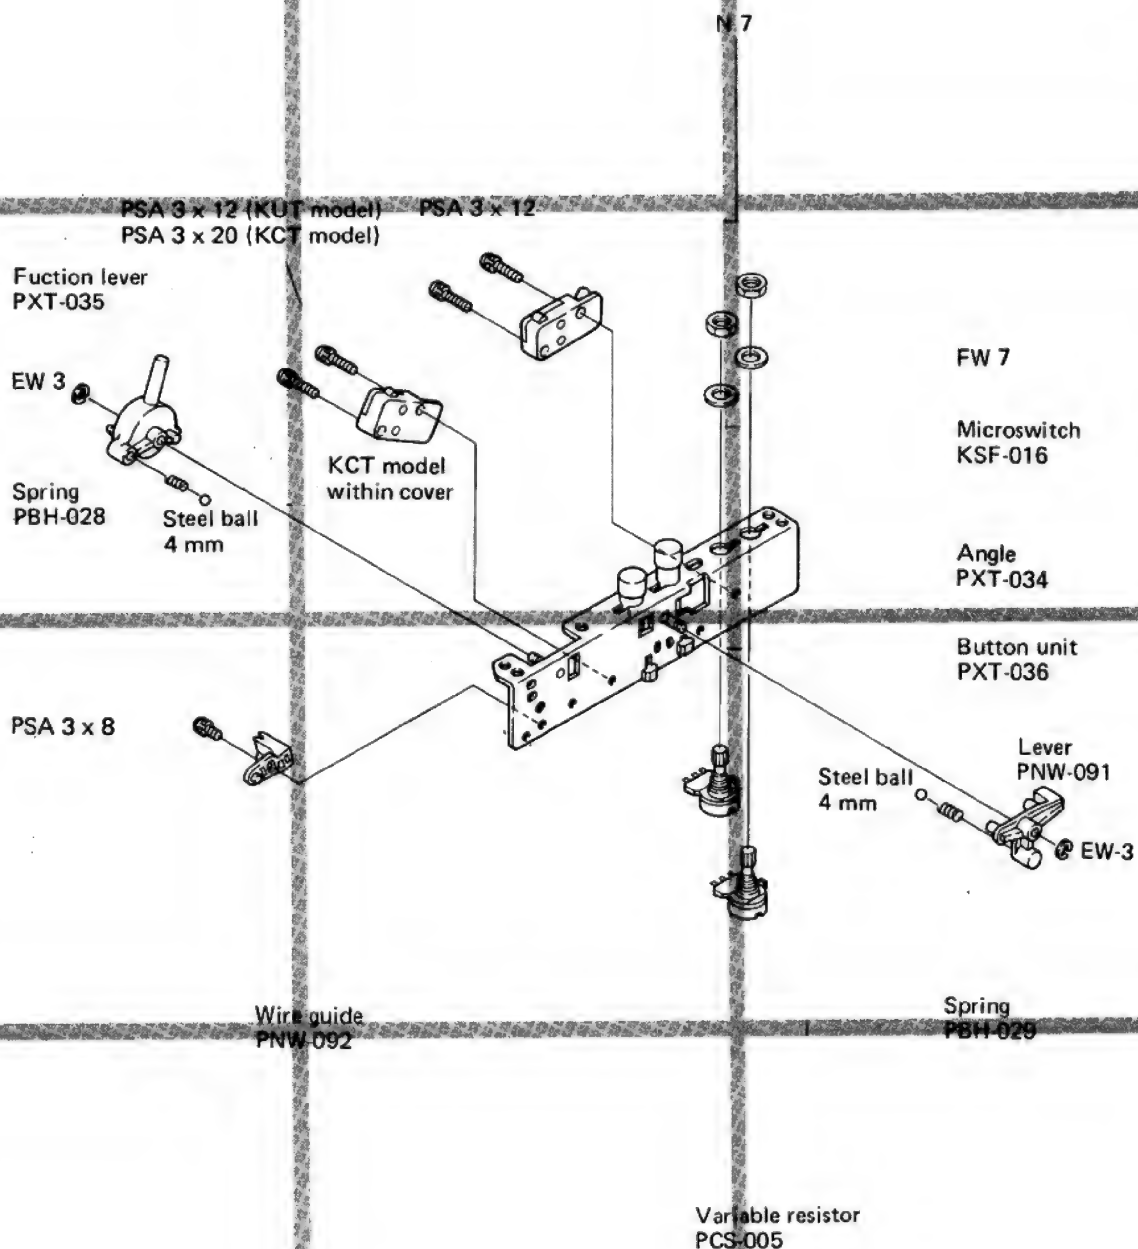 N 7
PSA 3 x 12 (KUT model) PSA 3 x 12
PSA 3 x 20 (KCT model)
Fuction lever
PXT-035
EW 3
FW 7
Microswitch
KSF-016
KCT model
within cover
Spring
PBH-028
Steel ball
4 mm
Angle
PXT-034
Button unit
PXT-036
PSA 3 x 8
Lever
PNW-091
Steel ball
4 mm
EW-3
Wire guide
PNW-092
Spring
PBH-029
Variable resistor
PCS-005